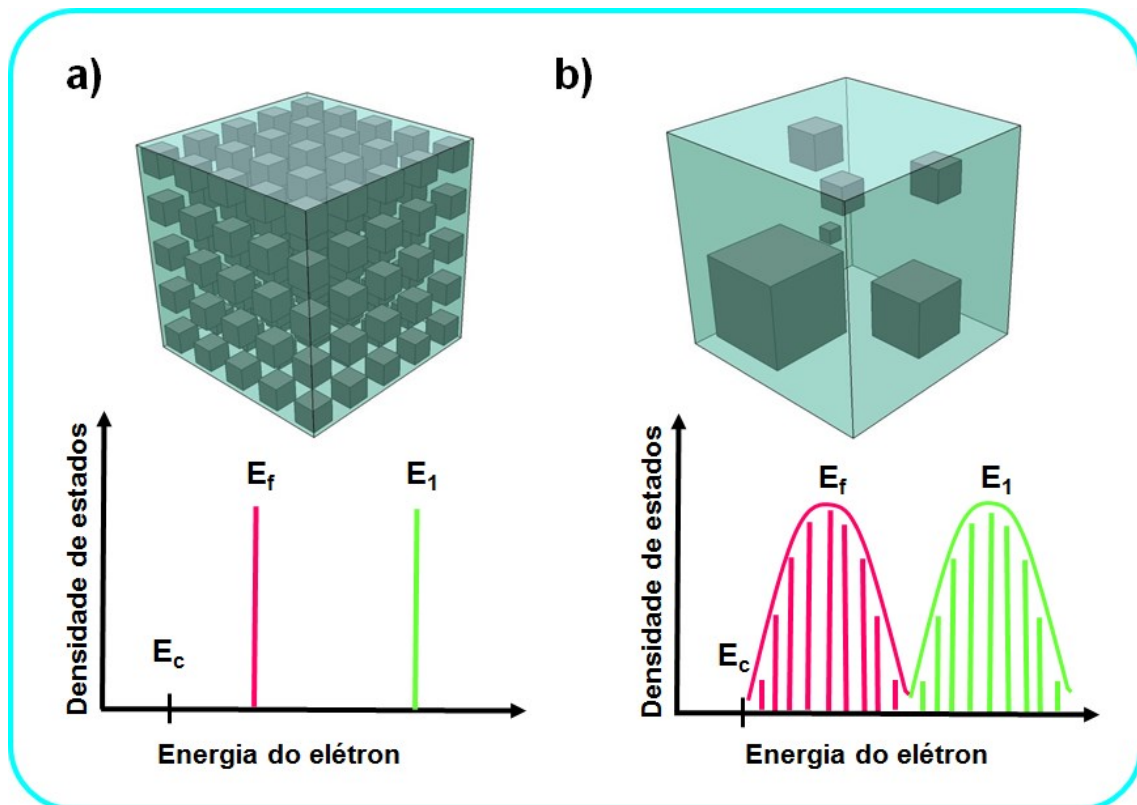 a)
Densidade de estados
E_f
E_1
E_c
Energia do elétron
b)
Densidade de estados
E_f
E_1
E_c
Energia do elétron